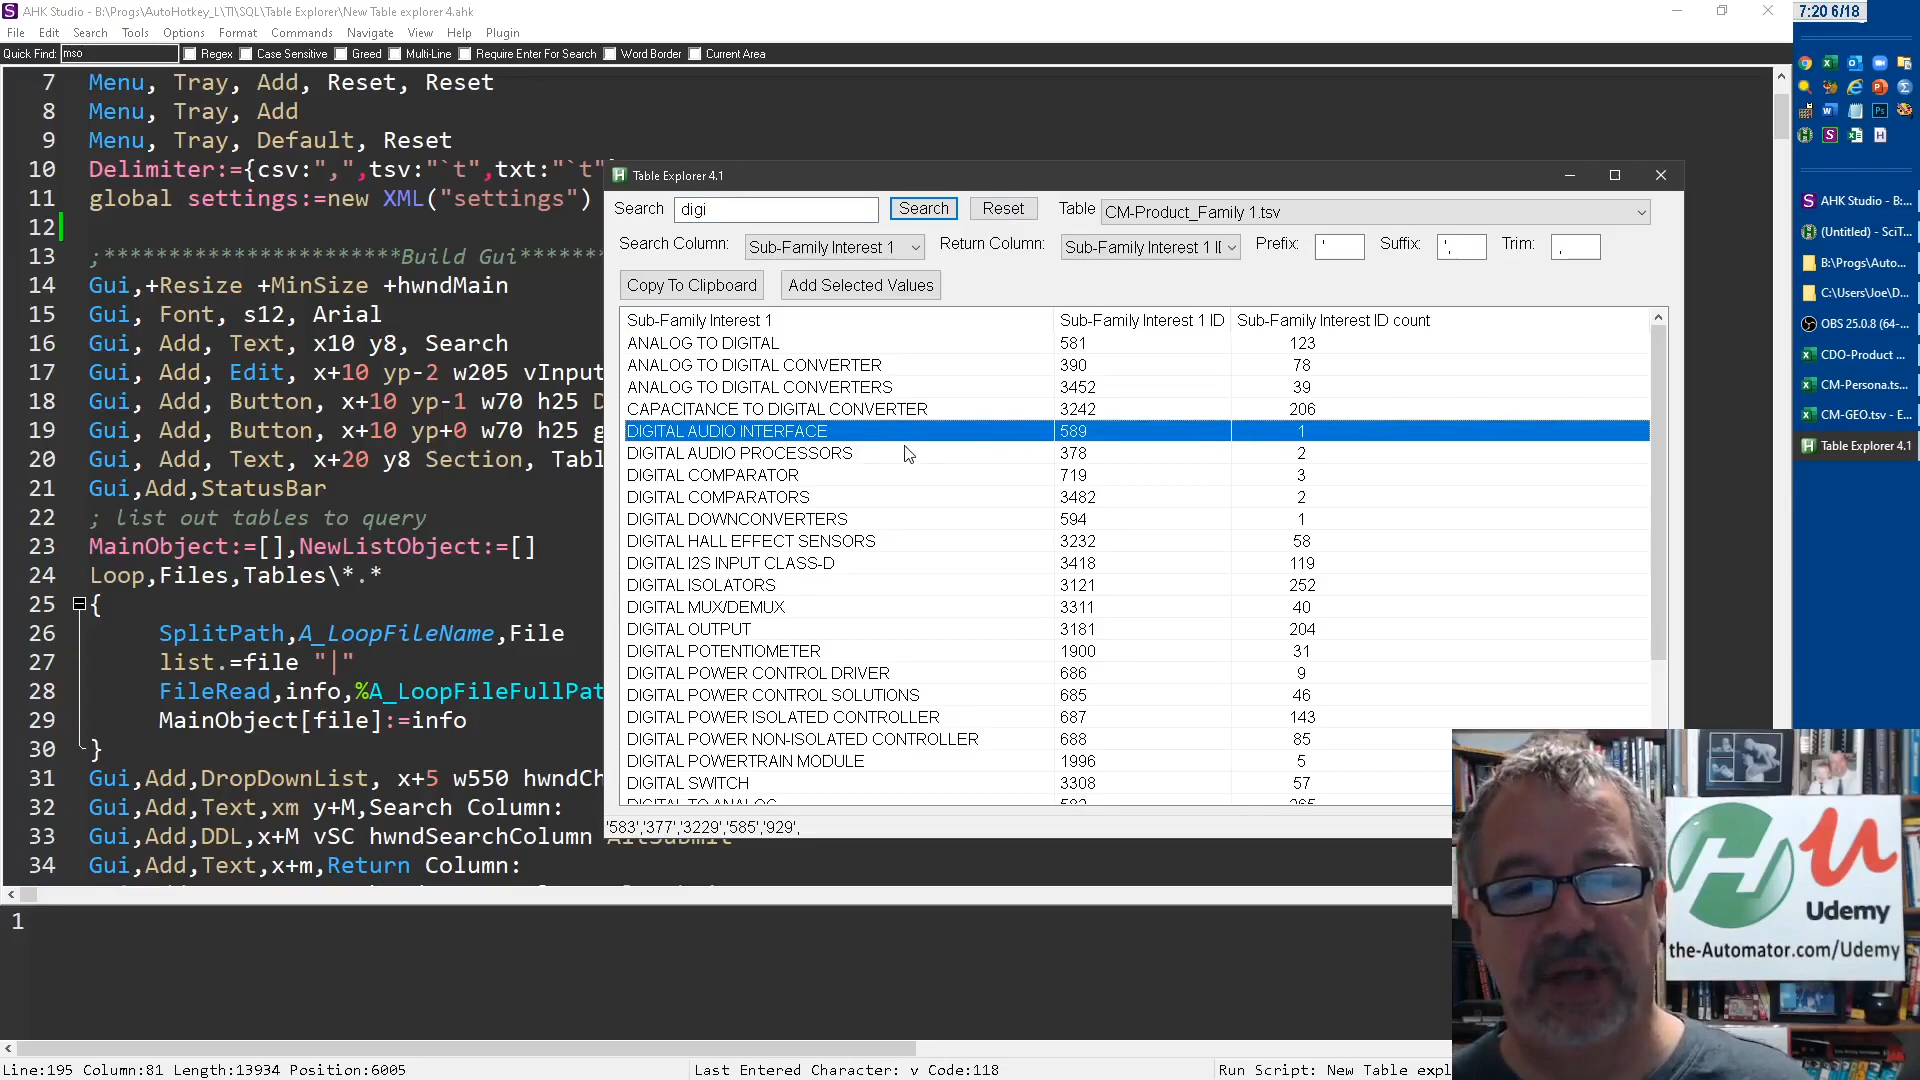 AHK Studio - B:\Progs\AutoHotkey_L\TI\SQL\Table Explorer\New Table explorer 4.ahk
7:20 6/18
File Edit Search Tools Options Format Commands Navigate View Help Plugin
Quick Find: mso Regex Case Sensitive Greed Multi-Line Require Enter For Search Word Border Current Area
7 Menu, Tray, Add, Reset, Reset
8 Menu, Tray, Add
9 Menu, Tray, Default, Reset
10 Delimiter:={csv:",",tsv:"`t",txt:"`t"
11 global settings:=new XML("settings")
12
13 ;***********************Build Gui*******
14 Gui,+Resize +MinSize +hwndMain
15 Gui, Font, s12, Arial
16 Gui, Add, Text, x10 y8, Search
17 Gui, Add, Edit, x+10 yp-2 w205 vInput
18 Gui, Add, Button, x+10 yp-1 w70 h25 D
19 Gui, Add, Button, x+10 yp+0 w70 h25 g
20 Gui, Add, Text, x+20 y8 Section, Tabl
21 Gui,Add,StatusBar
22 ; list out tables to query
23 MainObject:=[],NewListObject:=[]
24 Loop,Files,Tables\*.*
25 {
26 SplitPath,A_LoopFileName,File
27 list.=file "|"
28 FileRead,info,%A_LoopFileFullPat
29 MainObject[file]:=info
30 }
31 Gui,Add,DropDownList, x+5 w550 hwndCh
32 Gui,Add,Text,xm y+M,Search Column:
33 Gui,Add,DDL,x+M vSC hwndSearchColumn AltSubmit
34 Gui,Add,Text,x+m,Return Column:
1
Line:195 Column:81 Length:13934 Position:6005
Last Entered Character: v Code:118
Run Script: New Table expl
Table Explorer 4.1
Search digi Search Reset Table CM-Product_Family 1.tsv
Search Column: Sub-Family Interest 1 Return Column: Sub-Family Interest 1 I Prefix: ' Suffix: ', Trim: ,
Copy To Clipboard Add Selected Values
Sub-Family Interest 1 Sub-Family Interest 1 ID Sub-Family Interest ID count
ANALOG TO DIGITAL 581 123
ANALOG TO DIGITAL CONVERTER 390 78
ANALOG TO DIGITAL CONVERTERS 3452 39
CAPACITANCE TO DIGITAL CONVERTER 3242 206
DIGITAL AUDIO INTERFACE 589 1
DIGITAL AUDIO PROCESSORS 378 2
DIGITAL COMPARATOR 719 3
DIGITAL COMPARATORS 3482 2
DIGITAL DOWNCONVERTERS 594 1
DIGITAL HALL EFFECT SENSORS 3232 58
DIGITAL I2S INPUT CLASS-D 3418 119
DIGITAL ISOLATORS 3121 252
DIGITAL MUX/DEMUX 3311 40
DIGITAL OUTPUT 3181 204
DIGITAL POTENTIOMETER 1900 31
DIGITAL POWER CONTROL DRIVER 686 9
DIGITAL POWER CONTROL SOLUTIONS 685 46
DIGITAL POWER ISOLATED CONTROLLER 687 143
DIGITAL POWER NON-ISOLATED CONTROLLER 688 85
DIGITAL POWERTRAIN MODULE 1996 5
DIGITAL SWITCH 3308 57
DIGITAL TO ANALOG 582 265
'583','377','3229','585','929',
AHK Studio - B:...
(Untitled) - SciT...
B:\Progs\Auto...
C:\Users\Joe\D...
OBS 25.0.8 (64-...
CDO-Product ...
CM-Persona.ts...
CM-GEO.tsv - E...
Table Explorer 4.1
H
Udemy
the-Automator.com/Udemy